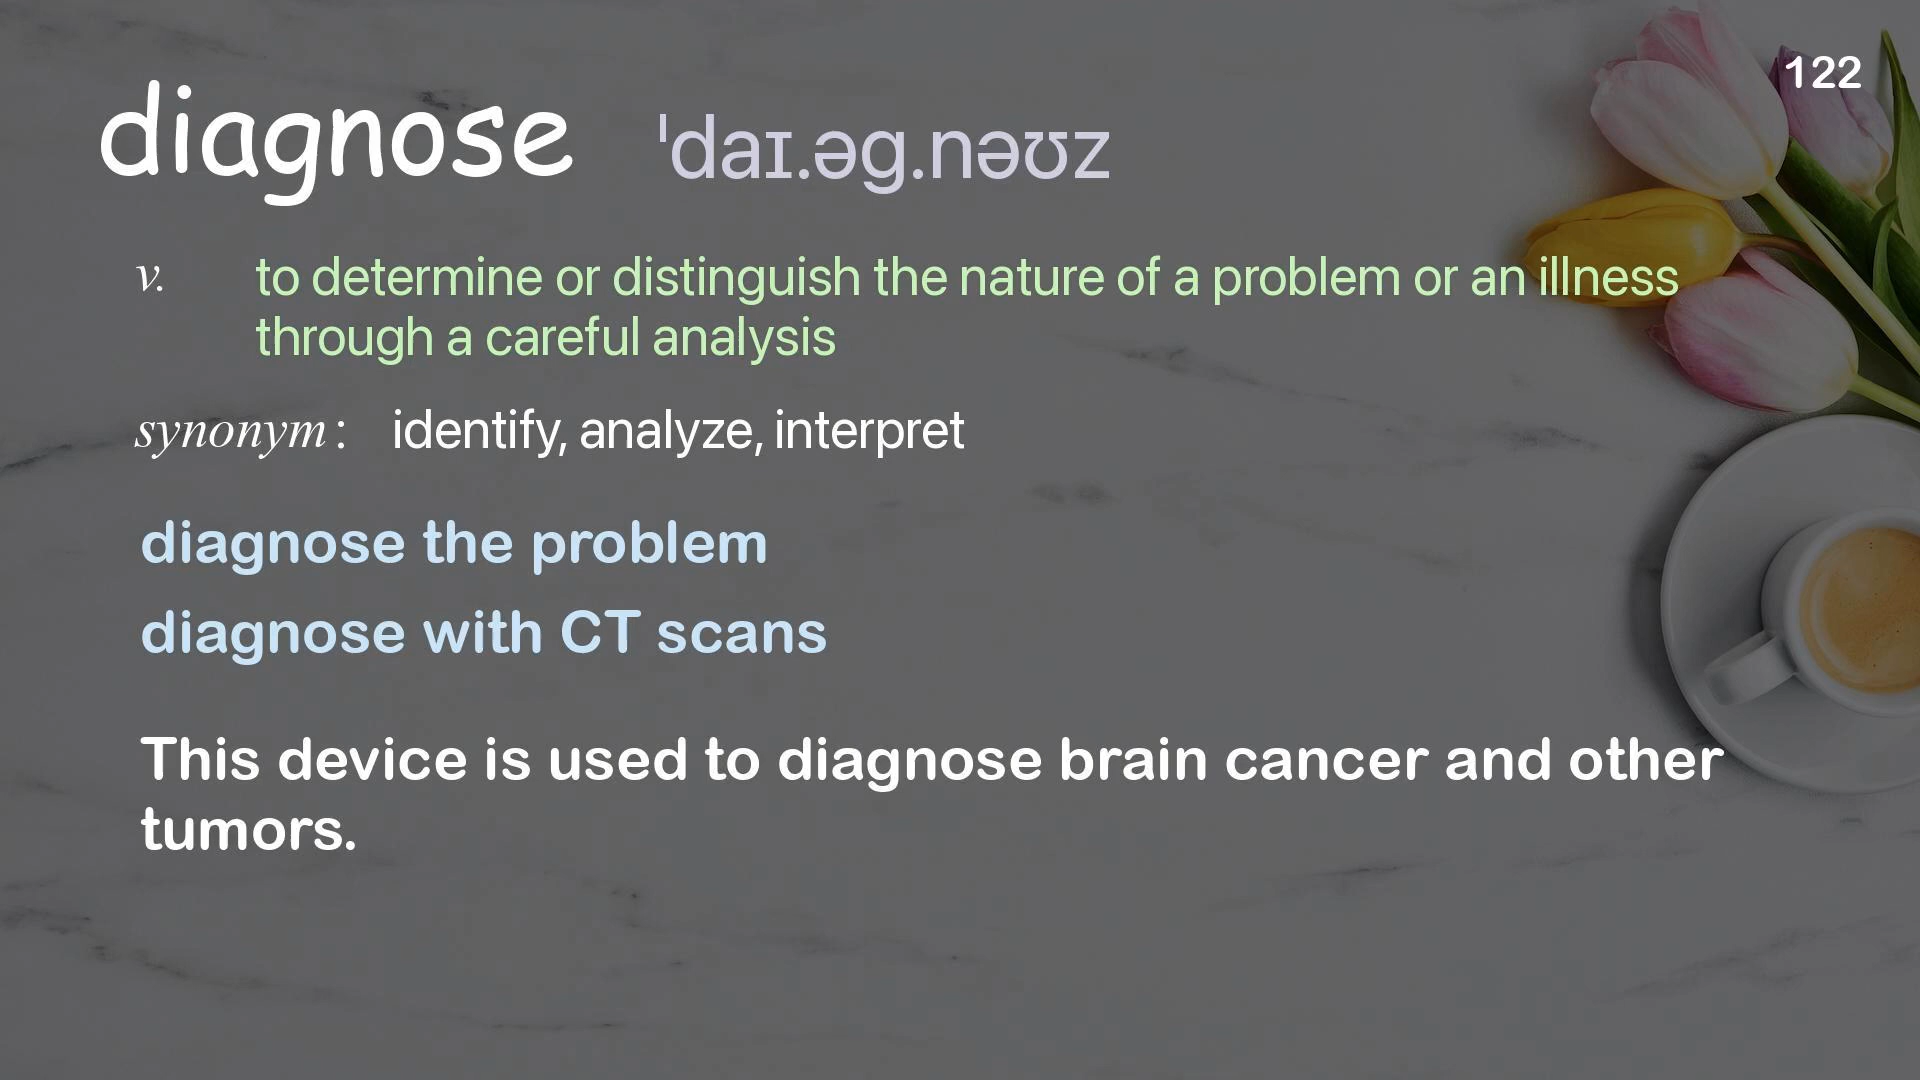 122
diagnose ˈdaɪ.əg.nəʊz
v. to determine or distinguish the nature of a problem or an illness
through a careful analysis
synonym: identify, analyze, interpret
diagnose the problem
diagnose with CT scans
This device is used to diagnose brain cancer and other
tumors.